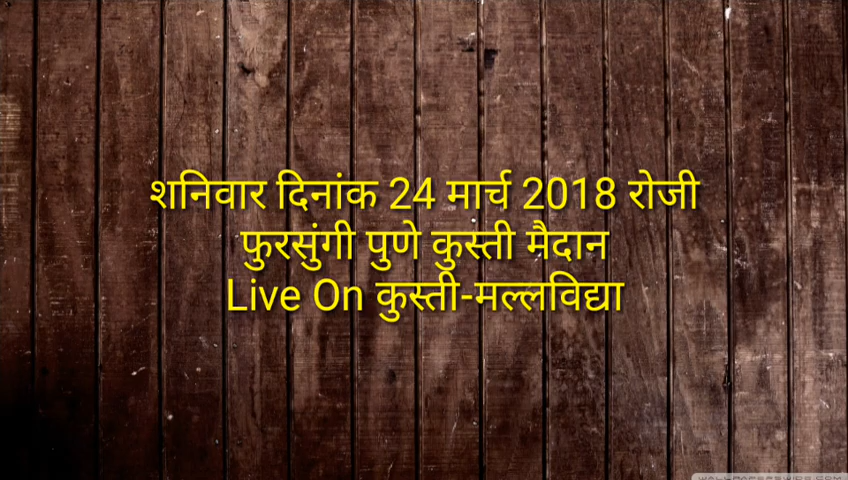 शनिवार दिनांक 24 मार्च 2018 रोजी
फुरसुंगी पुणे कुस्ती मैदान
Live On कुस्ती-मल्लविद्या